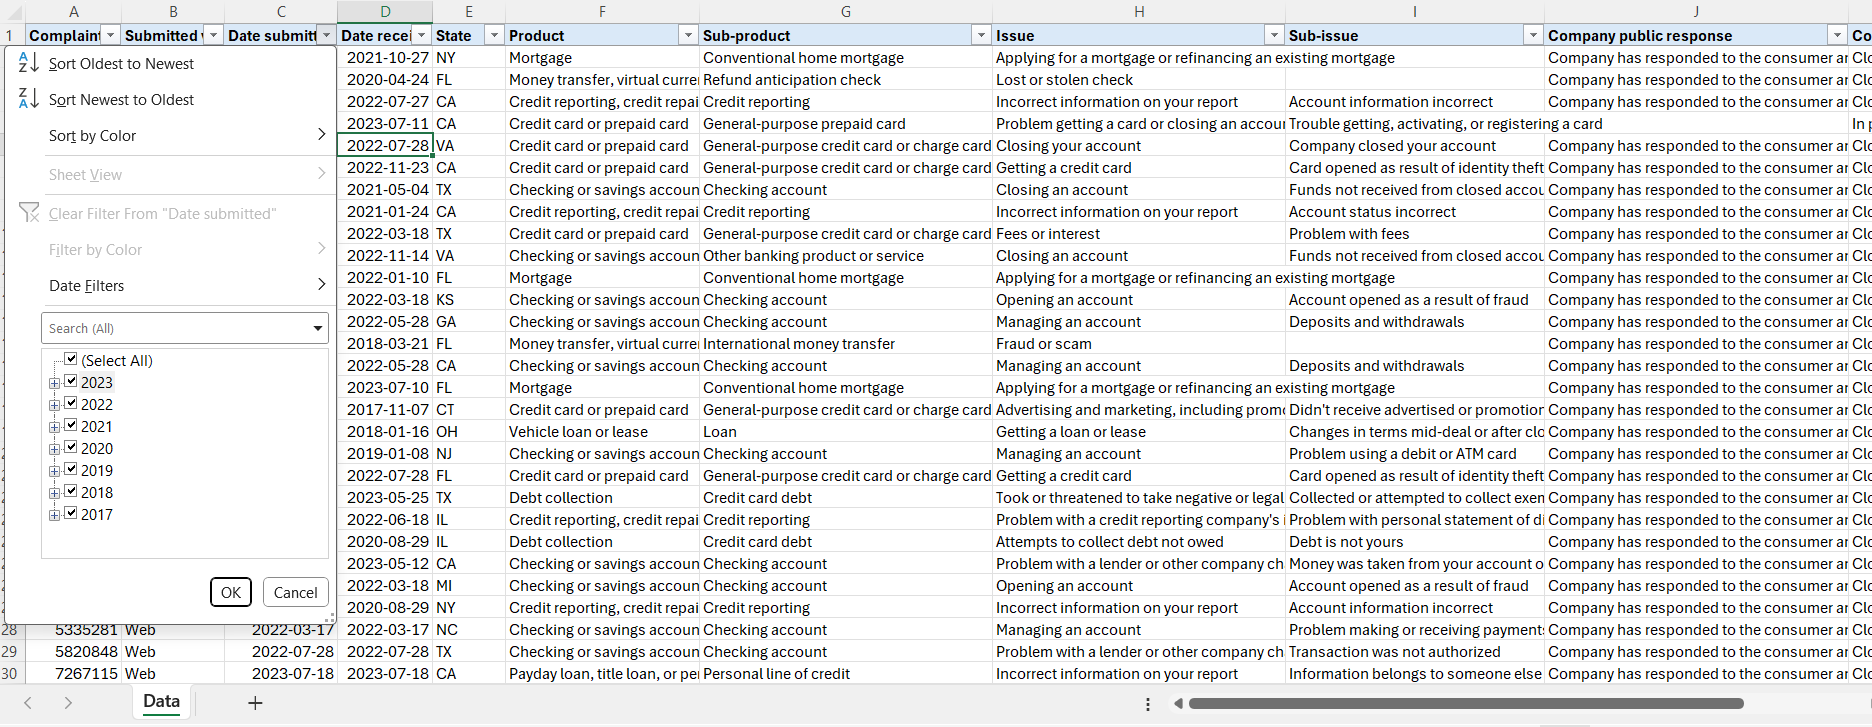 A B C D E F G H I J
1 Complain Submitted Date submit Date recei State Product Sub-product Issue Sub-issue Company public response Co
Sort Oldest to Newest
Sort Newest to Oldest
Sort by Color
Sheet View
Clear Filter From "Date submitted"
Filter by Color
Date Filters
Search (All)
(Select All)
2023
2022
2021
2020
2019
2018
2017
OK Cancel
2021-10-27 NY Mortgage Conventional home mortgage Applying for a mortgage or refinancing an existing mortgage Company has responded to the consumer ar Clo
2020-04-24 FL Money transfer, virtual curre Refund anticipation check Lost or stolen check Company has responded to the consumer ar Clo
2022-07-27 CA Credit reporting, credit repai Credit reporting Incorrect information on your report Account information incorrect Company has responded to the consumer ar Clo
2023-07-11 CA Credit card or prepaid card General-purpose prepaid card Problem getting a card or closing an accour Trouble getting, activating, or registering a card In p
2022-07-28 VA Credit card or prepaid card General-purpose credit card or charge card Closing your account Company closed your account Company has responded to the consumer ar Clo
2022-11-23 CA Credit card or prepaid card General-purpose credit card or charge card Getting a credit card Card opened as result of identity theft Company has responded to the consumer ar Clo
2021-05-04 TX Checking or savings accoun Checking account Closing an account Funds not received from closed accou Company has responded to the consumer ar Clo
2021-01-24 CA Credit reporting, credit repai Credit reporting Incorrect information on your report Account status incorrect Company has responded to the consumer ar Clo
2022-03-18 TX Credit card or prepaid card General-purpose credit card or charge card Fees or interest Problem with fees Company has responded to the consumer ar Clo
2022-11-14 VA Checking or savings accoun Other banking product or service Closing an account Funds not received from closed accou Company has responded to the consumer ar Clo
2022-01-10 FL Mortgage Conventional home mortgage Applying for a mortgage or refinancing an existing mortgage Company has responded to the consumer ar Clo
2022-03-18 KS Checking or savings accoun Checking account Opening an account Account opened as a result of fraud Company has responded to the consumer ar Clo
2022-05-28 GA Checking or savings accoun Checking account Managing an account Deposits and withdrawals Company has responded to the consumer ar Clo
2018-03-21 FL Money transfer, virtual curre International money transfer Fraud or scam Company has responded to the consumer ar Clo
2022-05-28 CA Checking or savings accoun Checking account Managing an account Deposits and withdrawals Company has responded to the consumer ar Clo
2023-07-10 FL Mortgage Conventional home mortgage Applying for a mortgage or refinancing an existing mortgage Company has responded to the consumer ar Clo
2017-11-07 CT Credit card or prepaid card General-purpose credit card or charge card Advertising and marketing, including prom Didn't receive advertised or promotion Company has responded to the consumer ar Clo
2018-01-16 OH Vehicle loan or lease Loan Getting a loan or lease Changes in terms mid-deal or after clo Company has responded to the consumer ar Clo
2019-01-08 NJ Checking or savings accoun Checking account Managing an account Problem using a debit or ATM card Company has responded to the consumer ar Clo
2022-07-28 FL Credit card or prepaid card General-purpose credit card or charge card Getting a credit card Card opened as result of identity theft Company has responded to the consumer ar Clo
2023-05-25 TX Debt collection Credit card debt Took or threatened to take negative or legal Collected or attempted to collect exen Company has responded to the consumer ar Clo
2022-06-18 IL Credit reporting, credit repai Credit reporting Problem with a credit reporting company's i Problem with personal statement of di Company has responded to the consumer ar Clo
2020-08-29 IL Debt collection Credit card debt Attempts to collect debt not owed Debt is not yours Company has responded to the consumer ar Clo
2023-05-12 CA Checking or savings accoun Checking account Problem with a lender or other company ch Money was taken from your account o Company has responded to the consumer ar Clo
2022-03-18 MI Checking or savings accoun Checking account Opening an account Account opened as a result of fraud Company has responded to the consumer ar Clo
2020-08-29 NY Credit reporting, credit repai Credit reporting Incorrect information on your report Account information incorrect Company has responded to the consumer ar Clo
28 5335281 Web 2022-03-17 2022-03-17 NC Checking or savings accoun Checking account Managing an account Problem making or receiving payment Company has responded to the consumer ar Clo
29 5820848 Web 2022-07-28 2022-07-28 TX Checking or savings accoun Checking account Problem with a lender or other company ch Transaction was not authorized Company has responded to the consumer ar Clo
30 7267115 Web 2023-07-18 2023-07-18 CA Payday loan, title loan, or pe Personal line of credit Incorrect information on your report Information belongs to someone else Company has responded to the consumer ar Clo
Data